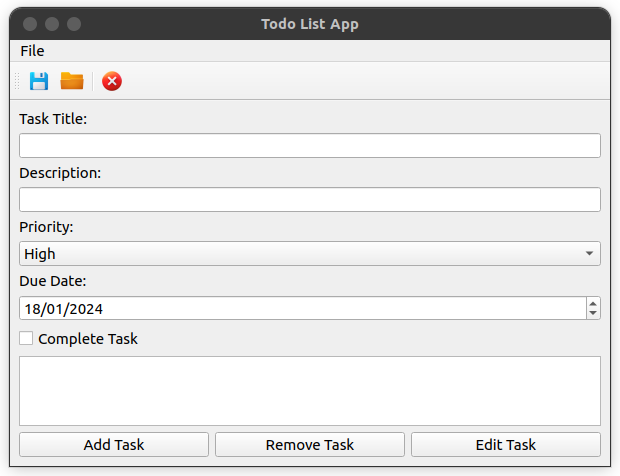 Todo List App
File
Task Title:
Description:
Priority:
High
Due Date:
18/01/2024
Complete Task
Add Task Remove Task Edit Task